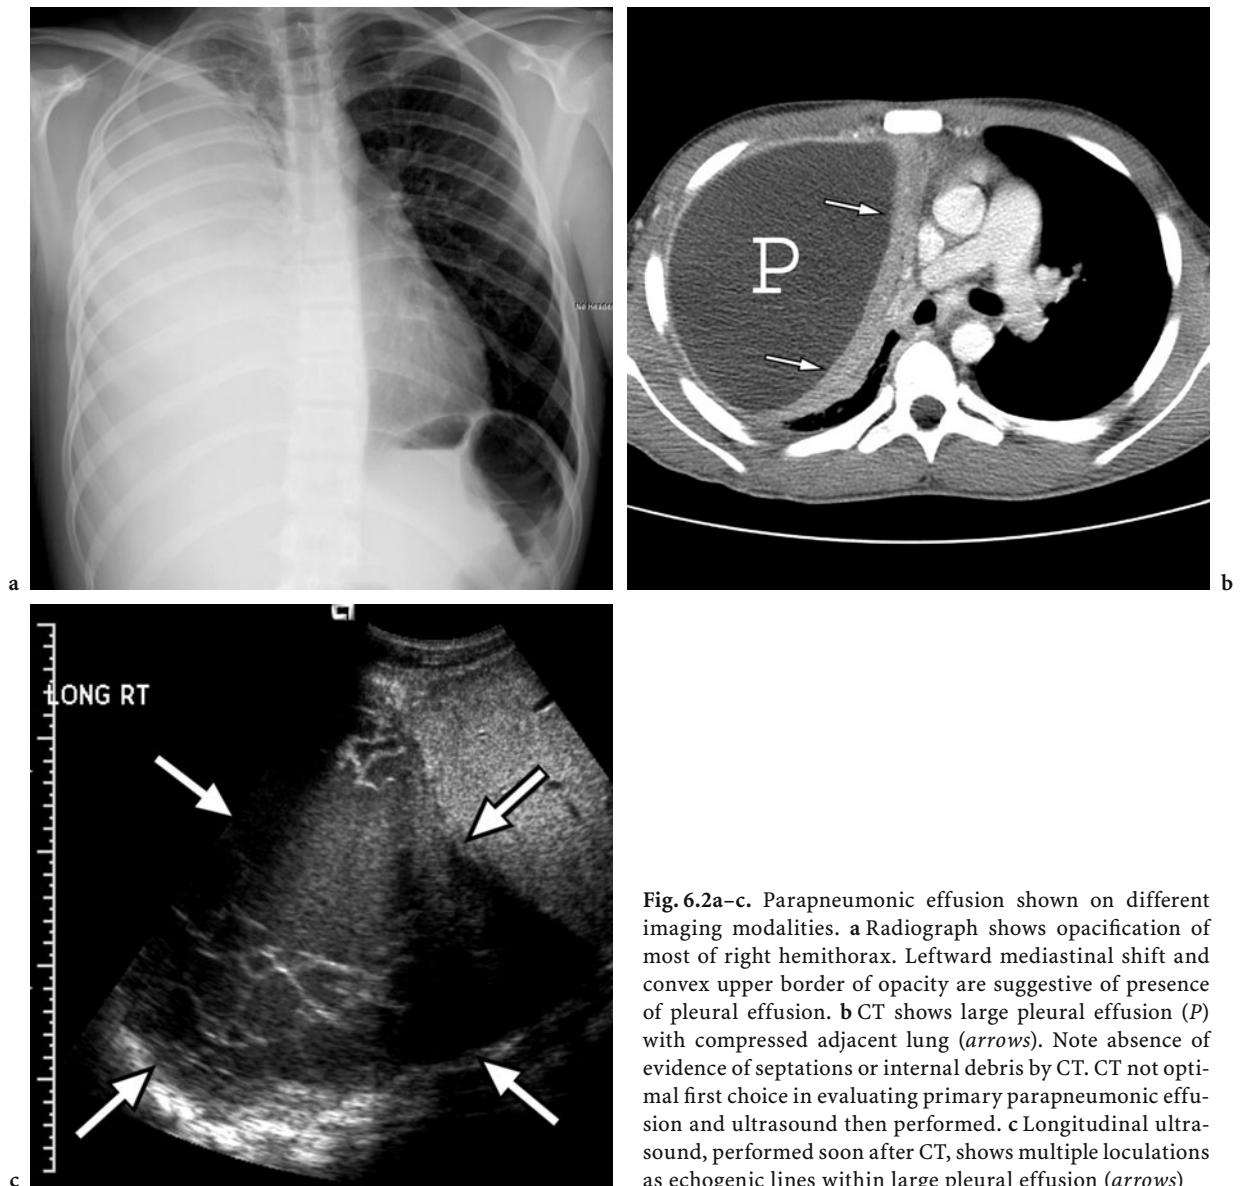 No Header
a
P
b
LONG RT
c
Fig. 6.2a–c. Parapneumonic effusion shown on different
imaging modalities. a Radiograph shows opacification of
most of right hemithorax. Leftward mediastinal shift and
convex upper border of opacity are suggestive of presence
of pleural effusion. b CT shows large pleural effusion (P)
with compressed adjacent lung (arrows). Note absence of
evidence of septations or internal debris by CT. CT not opti-
mal first choice in evaluating primary parapneumonic effu-
sion and ultrasound then performed. c Longitudinal ultra-
sound, performed soon after CT, shows multiple loculations
as echogenic lines within large pleural effusion (arrows)